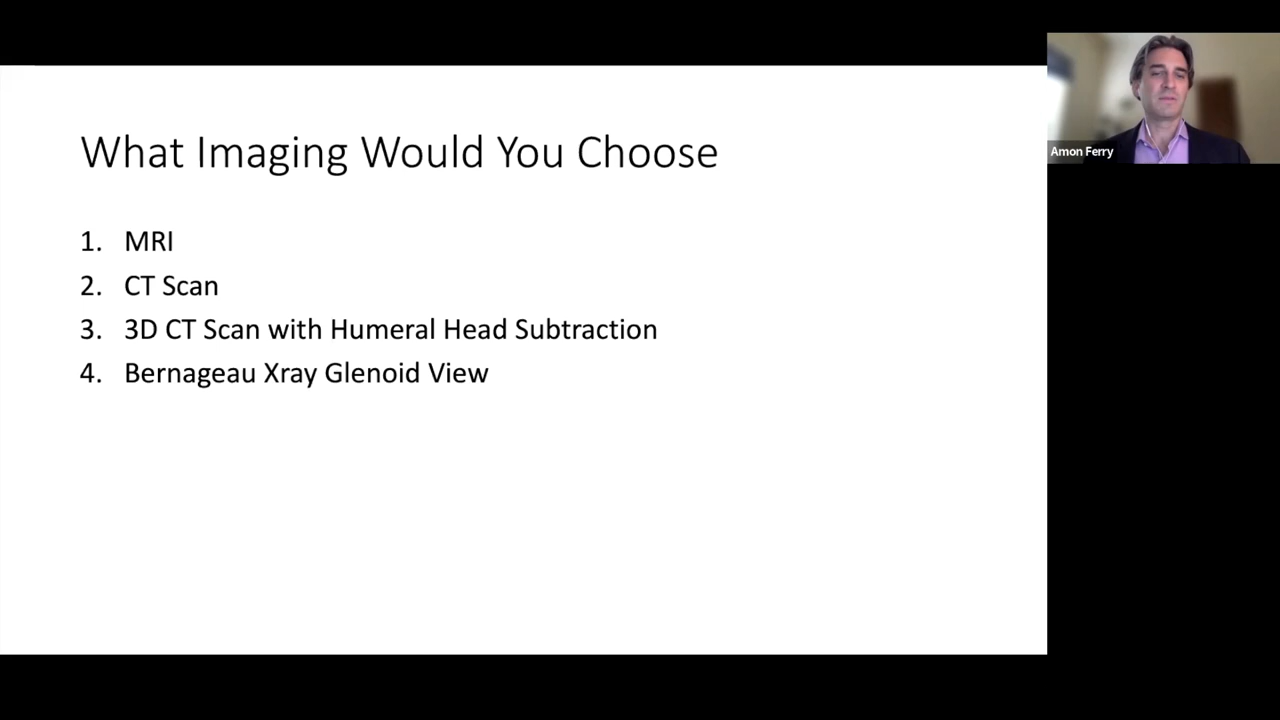 What Imaging Would You Choose
1. MRI
2. CT Scan
3. 3D CT Scan with Humeral Head Subtraction
4. Bernageau Xray Glenoid View
Amon Ferry